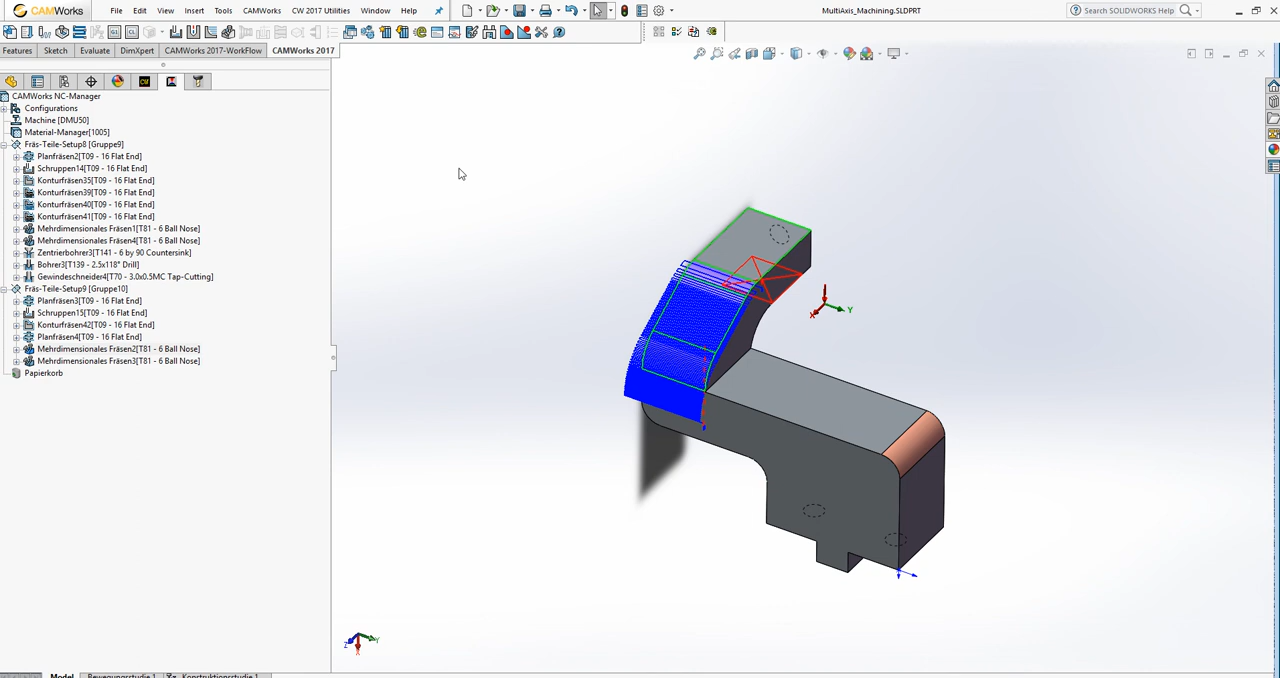 CAMWorks File Edit View Insert Tools CAMWorks CW 2017 Utilities Window Help MultiAxis_Machining.SLDPRT Search SOLIDWORKS Help
Features Sketch Evaluate DimXpert CAMWorks 2017-WorkFlow CAMWorks 2017
CAMWorks NC-Manager
Configurations
Machine [DMU50]
Material-Manager[1005]
Fräs-Teile-Setup8 [Gruppe9]
Planfräsen2[T09 - 16 Flat End]
Schruppen14[T09 - 16 Flat End]
Konturfräsen35[T09 - 16 Flat End]
Konturfräsen39[T09 - 16 Flat End]
Konturfräsen40[T09 - 16 Flat End]
Konturfräsen41[T09 - 16 Flat End]
Mehrdimensionales Fräsen1[T81 - 6 Ball Nose]
Mehrdimensionales Fräsen4[T81 - 6 Ball Nose]
Zentrierbohrer3[T141 - 6 by 90 Countersink]
Bohrer3[T139 - 2.5x118° Drill]
Gewindeschneider4[T70 - 3.0x0.5MC Tap-Cutting]
Fräs-Teile-Setup9 [Gruppe10]
Planfräsen3[T09 - 16 Flat End]
Schruppen15[T09 - 16 Flat End]
Konturfräsen42[T09 - 16 Flat End]
Planfräsen4[T09 - 16 Flat End]
Mehrdimensionales Fräsen2[T81 - 6 Ball Nose]
Mehrdimensionales Fräsen3[T81 - 6 Ball Nose]
Papierkorb
X Y
Z Y
X
Model Bewegungsstudie 1 Konstruktionsstudie 1